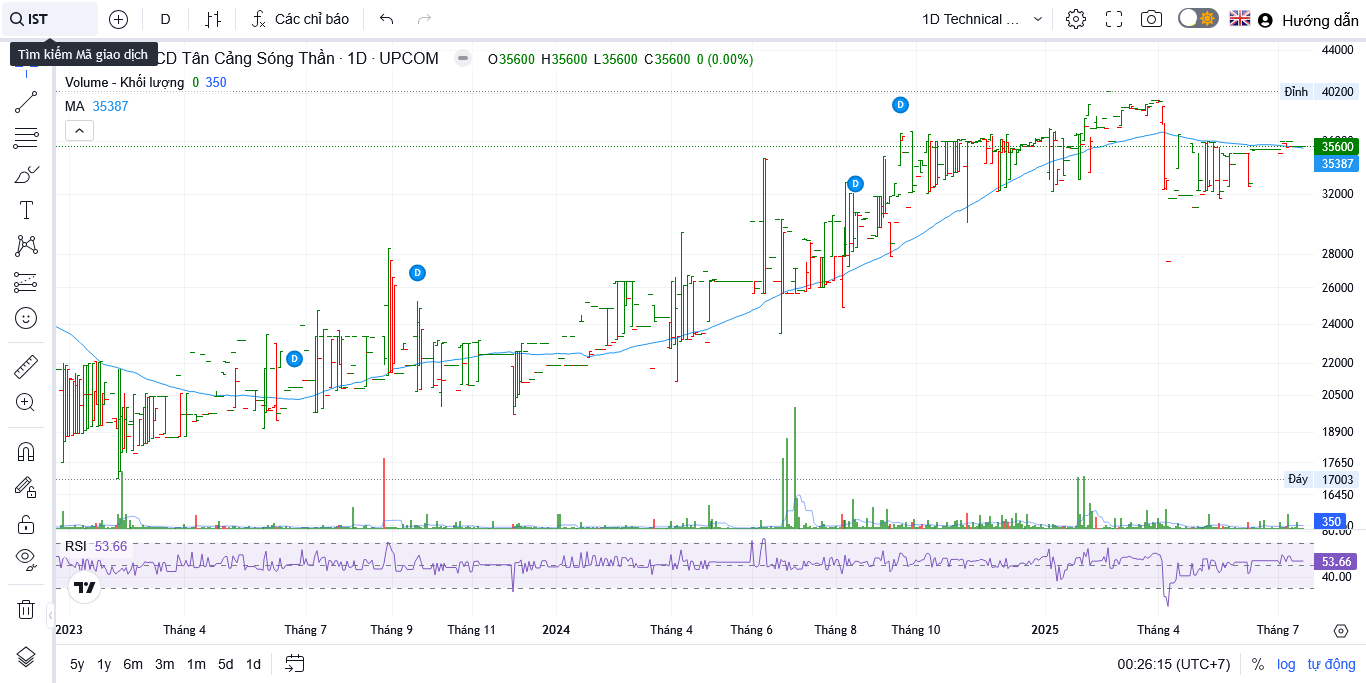 IST
D
Các chỉ báo
1D Technical ...
Hướng dẫn
Tìm kiếm Mã giao dịch
CD Tân Cảng Sóng Thần · 1D · UPCOM
O35600 H35600 L35600 C35600 0 (0.00%)
Volume - Khối lượng 0 350
MA 35387
44000
Đỉnh 40200
35600
35387
32000
28000
26000
24000
22000
20500
18900
17650
Đáy 17003
16450
350
80.00
RSI 53.66
53.66
40.00
D
D
D
D
2023 Tháng 4 Tháng 7 Tháng 9 Tháng 11 2024 Tháng 4 Tháng 6 Tháng 8 Tháng 10 2025 Tháng 4 Tháng 7
5y 1y 6m 3m 1m 5d 1d
00:26:15 (UTC+7) % log tự động